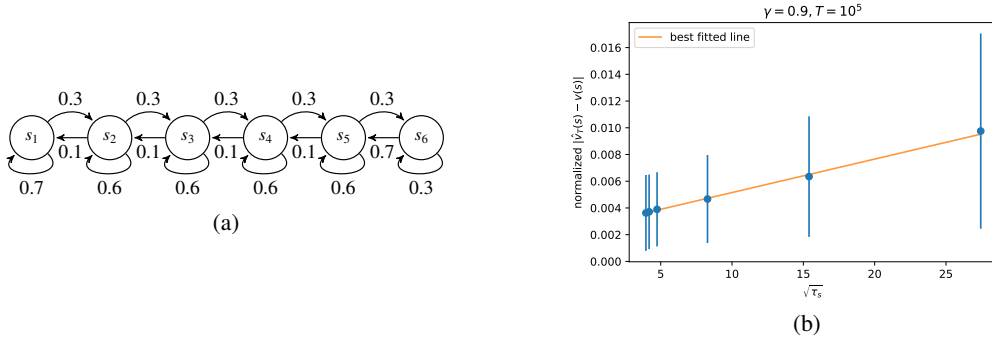 0.3 0.3 0.3 0.3 0.3
s₁ s₂ s₃ s₄ s₅ s₆
0.1 0.1 0.1 0.1 0.7
0.7 0.6 0.6 0.6 0.6 0.3
(a)
γ = 0.9, T = 10⁵
best fitted line
normalized |v̂_T(s) − v(s)|
0.016
0.014
0.012
0.010
0.008
0.006
0.004
0.002
0.000
5 10 15 20 25
√τₛ
(b)